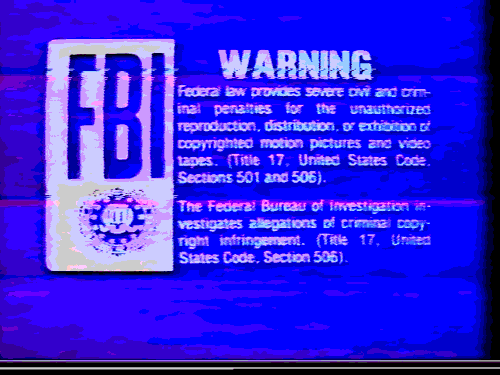 FBI
WARNING
Federal law provides severe civil and crim-
inal penalties for the unauthorized
reproduction, distribution, or exhibition of
copyrighted motion pictures and video
tapes. (Title 17, United States Code,
Sections 501 and 506).
The Federal Bureau of Investigation in-
vestigates allegations of criminal copy-
right infringement. (Title 17, United
States Code, Section 506).